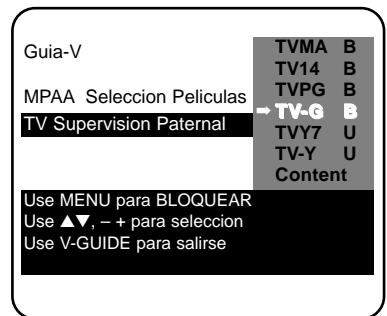 Guia-V
MPAA Seleccion Peliculas
TV Supervision Paternal
TVMA B
TV14 B
TVPG B
➡ TV-G B
TVY7 U
TV-Y U
Content
Use MENU para BLOQUEAR
Use ▲▼, – + para seleccion
Use V-GUIDE para salirse